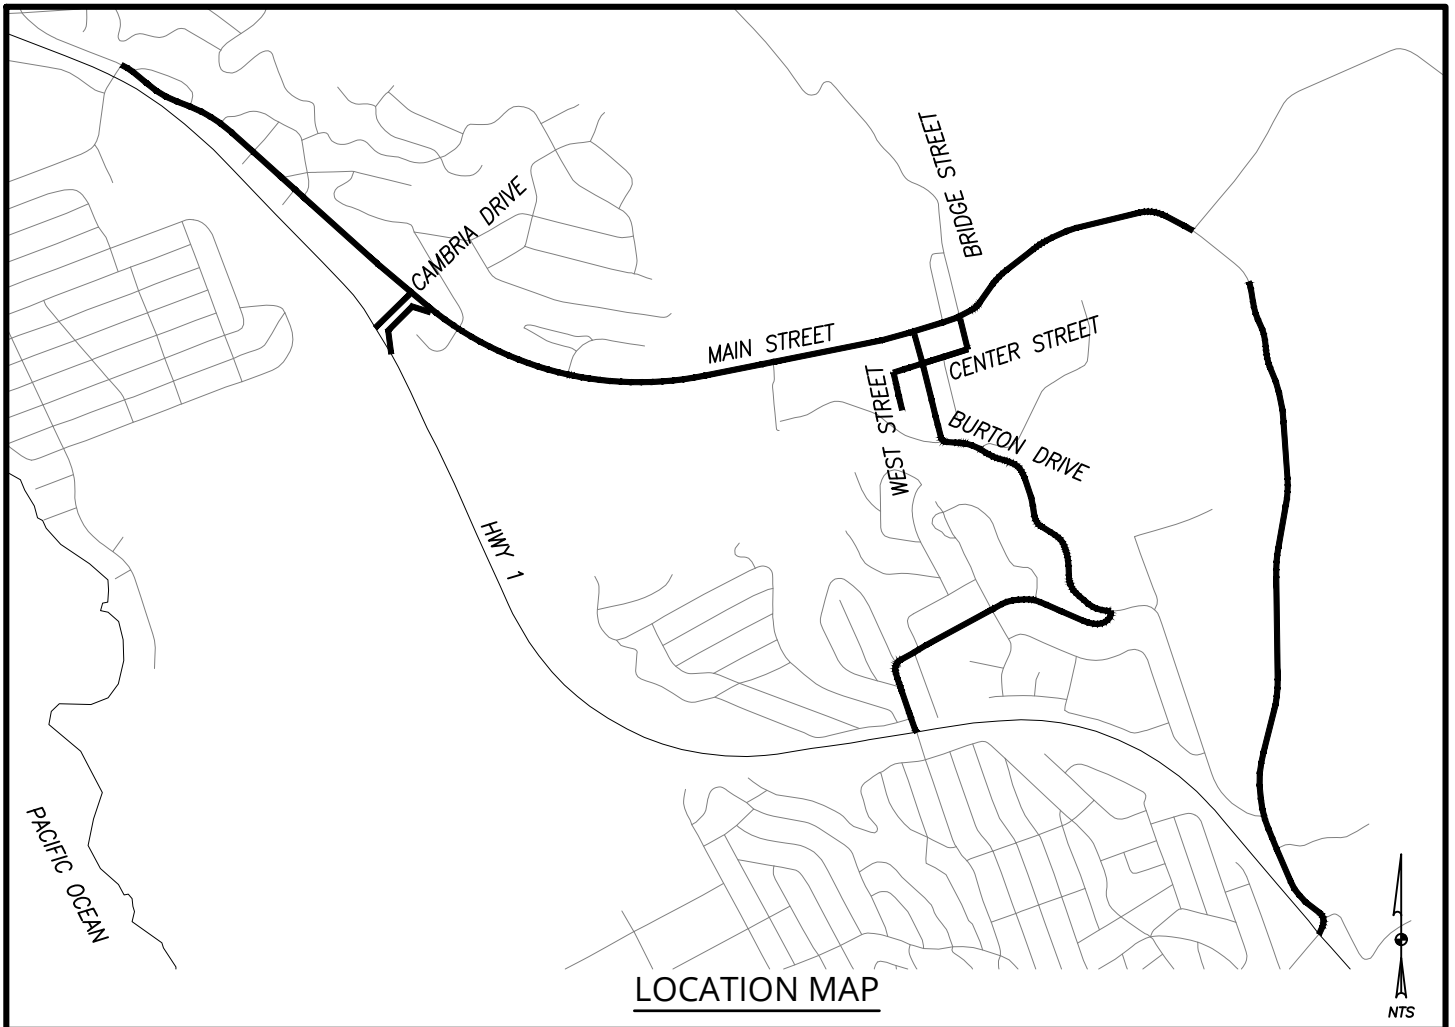 BRIDGE STREET
CAMBRIA DRIVE
MAIN STREET
CENTER STREET
WEST STREET
BURTON DRIVE
HWY 1
PACIFIC OCEAN
LOCATION MAP
NTS